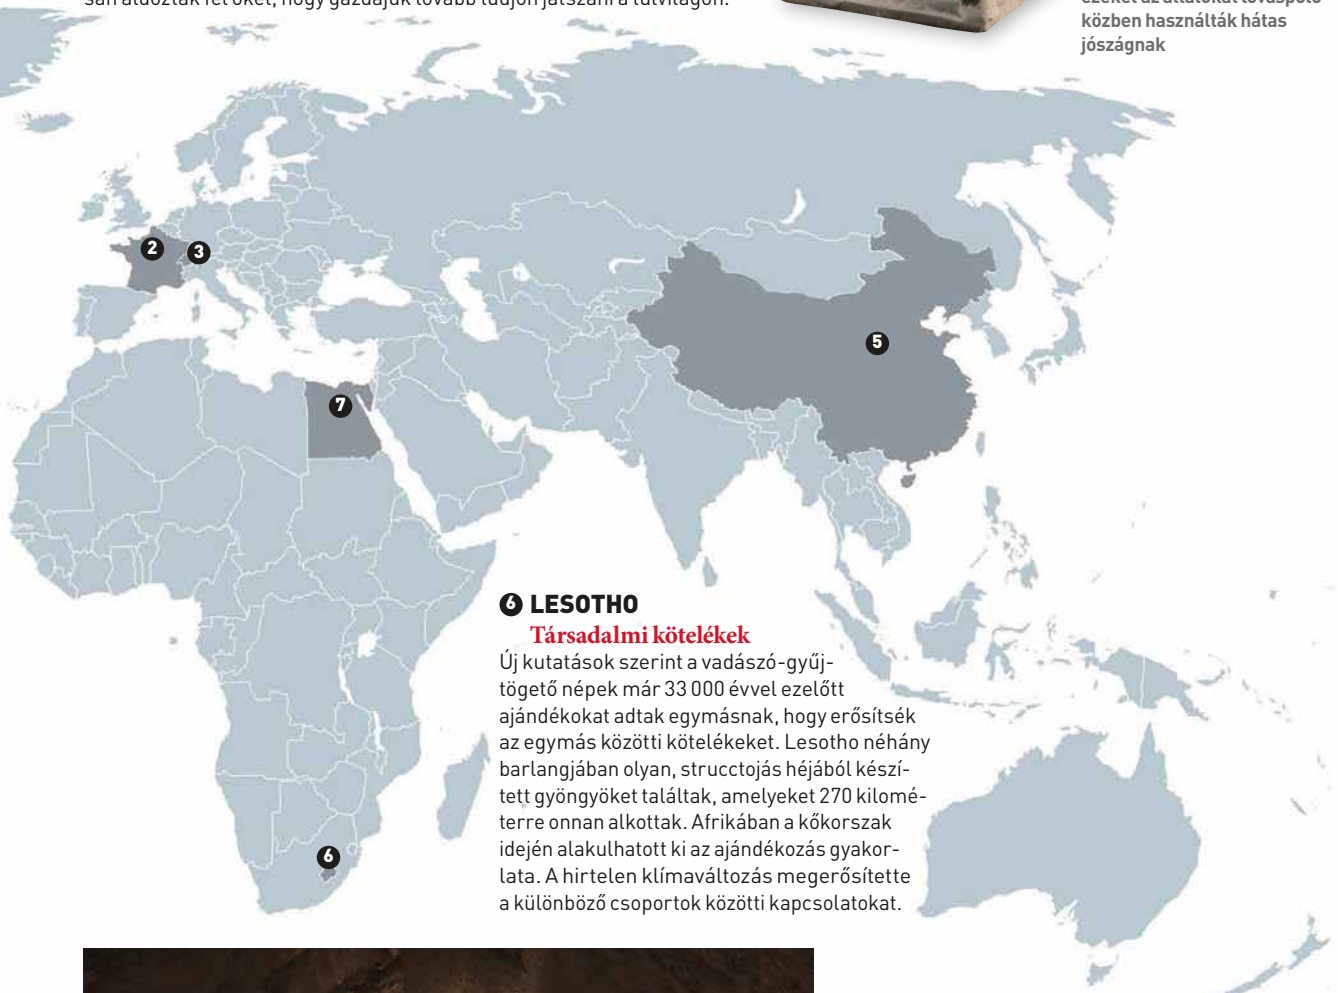 közben használták hátas
jószágnak
2
3
5
7
6 LESOTHO
Társadalmi kötelékek
Új kutatások szerint a vadászó-gyűj-
tögető népek már 33 000 évvel ezelőtt
ajándékokat adtak egymásnak, hogy erősítsék
az egymás közötti kötelékeket. Lesotho néhány
barlangjában olyan, strucctojás héjából készí-
tett gyöngyöket találtak, amelyeket 270 kilomé-
terre onnan alkottak. Afrikában a kőkorszak
idején alakulhatott ki az ajándékozás gyakor-
lata. A hirtelen klímaváltozás megerősítette
a különböző csoportok közötti kapcsolatokat.
6